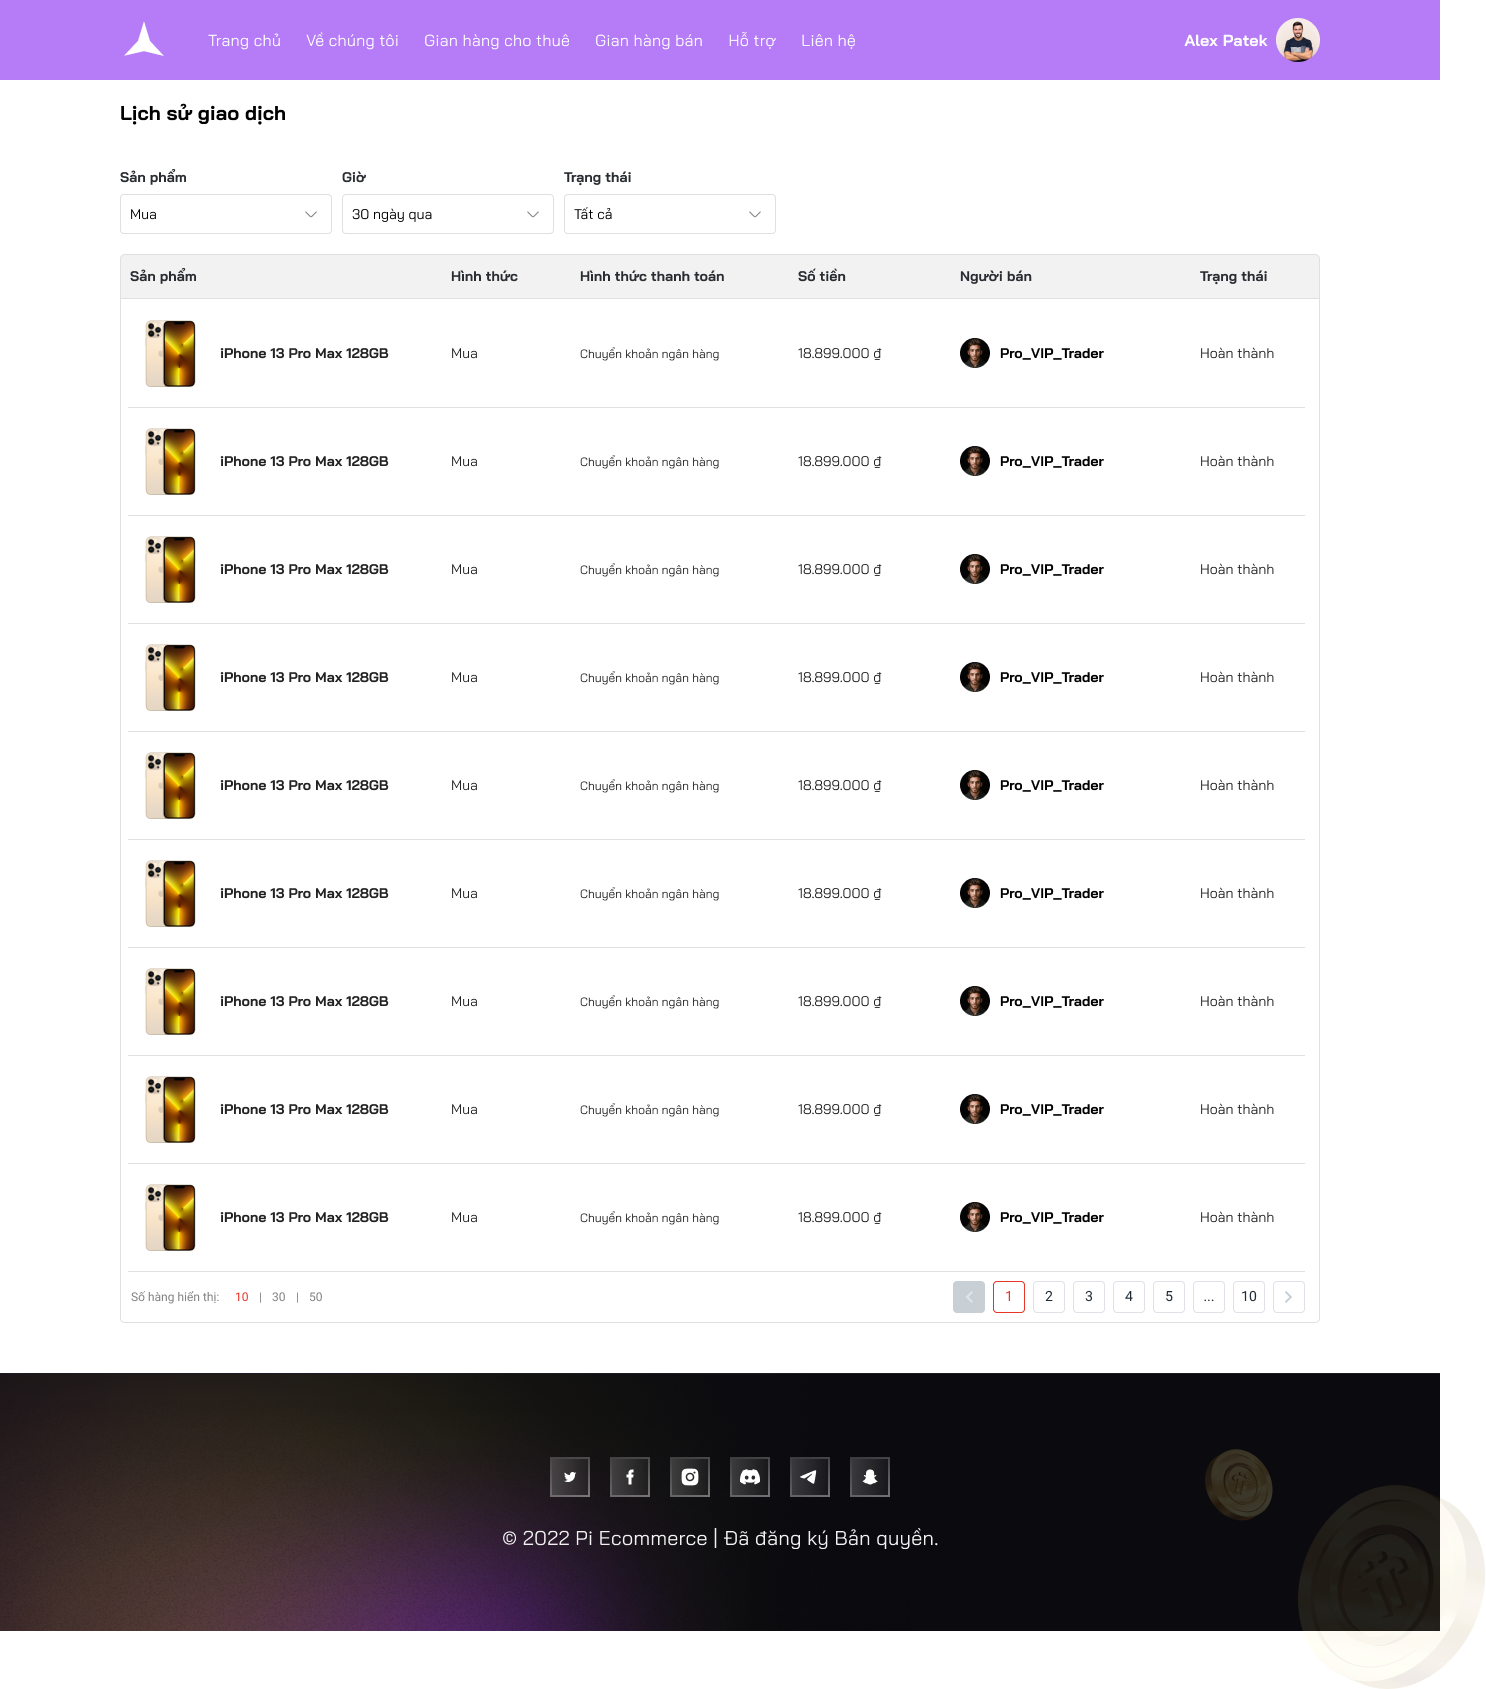 Trang chủ Về chúng tôi Gian hàng cho thuê Gian hàng bán Hỗ trợ Liên hệ Alex Patek
Lịch sử giao dịch
Sản phẩm Giờ Trạng thái
Mua 30 ngày qua Tất cả
Sản phẩm Hình thức Hình thức thanh toán Số tiền Người bán Trạng thái
iPhone 13 Pro Max 128GB Mua Chuyển khoản ngân hàng 18.899.000 ₫ Pro_VIP_Trader Hoàn thành
iPhone 13 Pro Max 128GB Mua Chuyển khoản ngân hàng 18.899.000 ₫ Pro_VIP_Trader Hoàn thành
iPhone 13 Pro Max 128GB Mua Chuyển khoản ngân hàng 18.899.000 ₫ Pro_VIP_Trader Hoàn thành
iPhone 13 Pro Max 128GB Mua Chuyển khoản ngân hàng 18.899.000 ₫ Pro_VIP_Trader Hoàn thành
iPhone 13 Pro Max 128GB Mua Chuyển khoản ngân hàng 18.899.000 ₫ Pro_VIP_Trader Hoàn thành
iPhone 13 Pro Max 128GB Mua Chuyển khoản ngân hàng 18.899.000 ₫ Pro_VIP_Trader Hoàn thành
iPhone 13 Pro Max 128GB Mua Chuyển khoản ngân hàng 18.899.000 ₫ Pro_VIP_Trader Hoàn thành
iPhone 13 Pro Max 128GB Mua Chuyển khoản ngân hàng 18.899.000 ₫ Pro_VIP_Trader Hoàn thành
iPhone 13 Pro Max 128GB Mua Chuyển khoản ngân hàng 18.899.000 ₫ Pro_VIP_Trader Hoàn thành
Số hàng hiển thị: 10 | 30 | 50 1 2 3 4 5 ... 10
© 2022 Pi Ecommerce | Đã đăng ký Bản quyền.